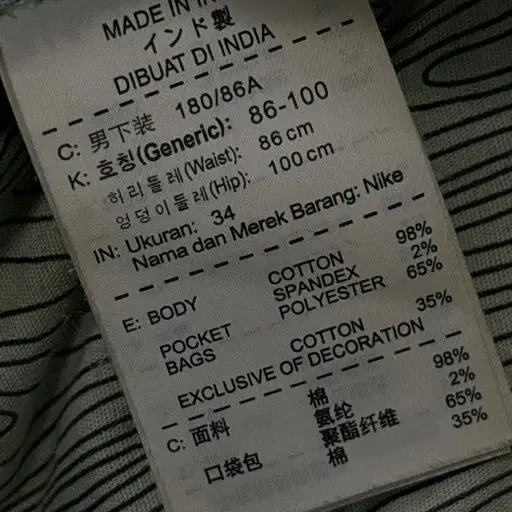 MADE IN IN
インド製
DIBUAT DI INDIA
C: 男下装 180/86A
K: 호칭(Generic): 86-100
허리둘레(Waist): 86 cm
엉덩이둘레(Hip): 100 cm
IN: Ukuran: 34
Nama dan Merek Barang: Nike
E: BODY COTTON 98%
SPANDEX 2%
POCKET BAGS POLYESTER 65%
COTTON 35%
EXCLUSIVE OF DECORATION
C: 面料 棉 98%
氨纶 2%
口袋包 聚酯纤维 65%
棉 35%